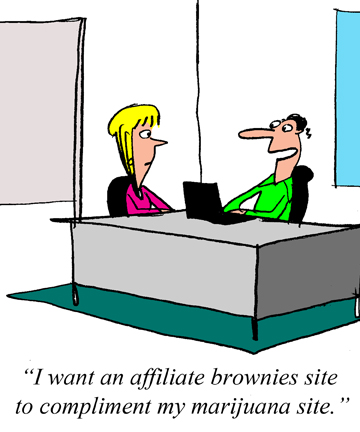 “I want an affiliate brownies site
to compliment my marijuana site.”